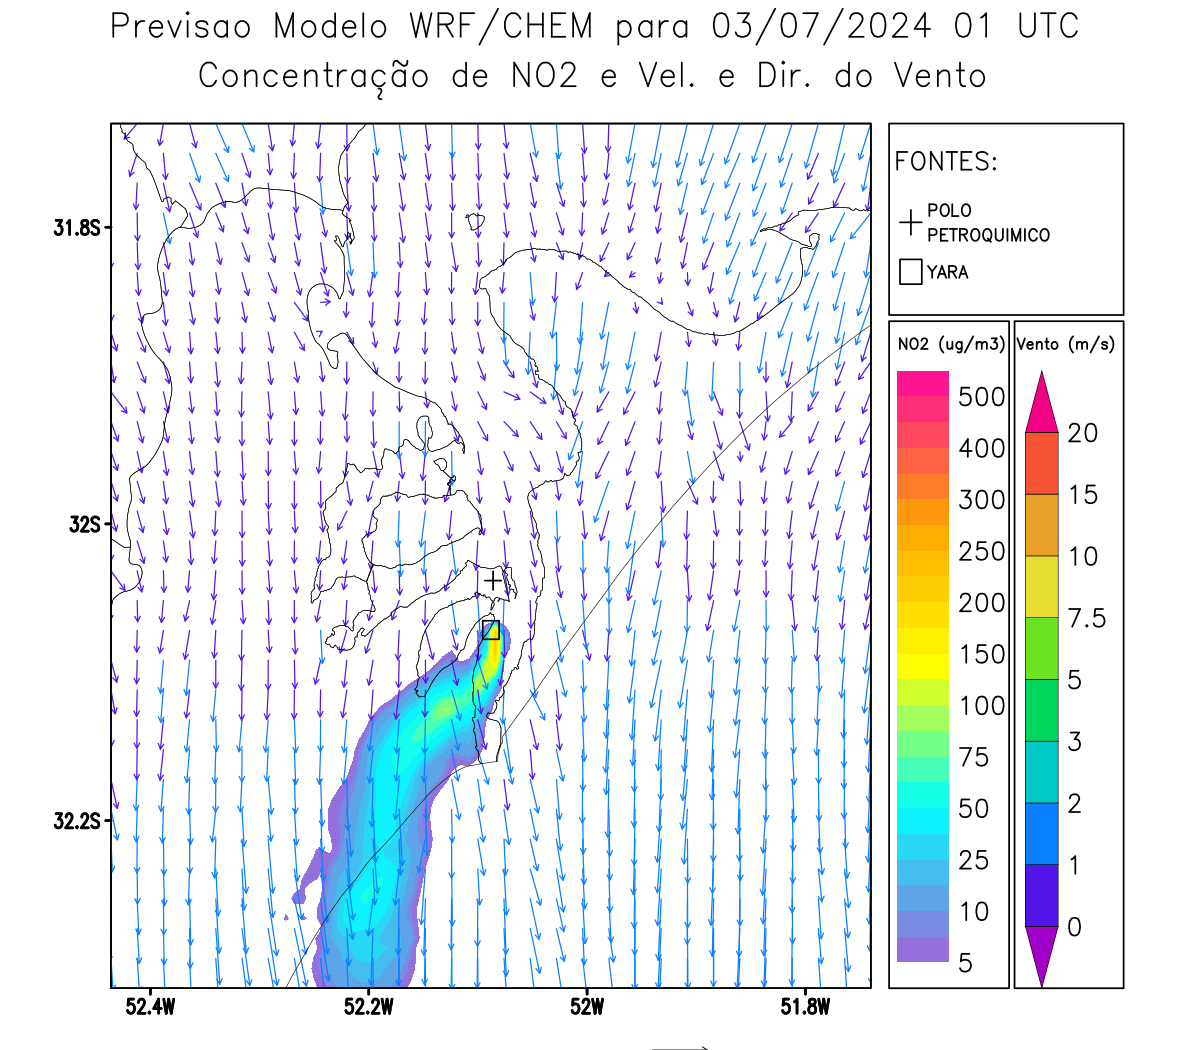 Previsao Modelo WRF/CHEM para 03/07/2024 01 UTC
Concentração de NO2 e Vel. e Dir. do Vento
FONTES:
POLO
PETROQUIMICO
YARA
NO2 (ug/m3)
500
400
300
250
200
150
100
75
50
25
10
5
Vento (m/s)
20
15
10
7.5
5
3
2
1
0
31.8S
32S
32.2S
52.4W
52.2W
52W
51.8W